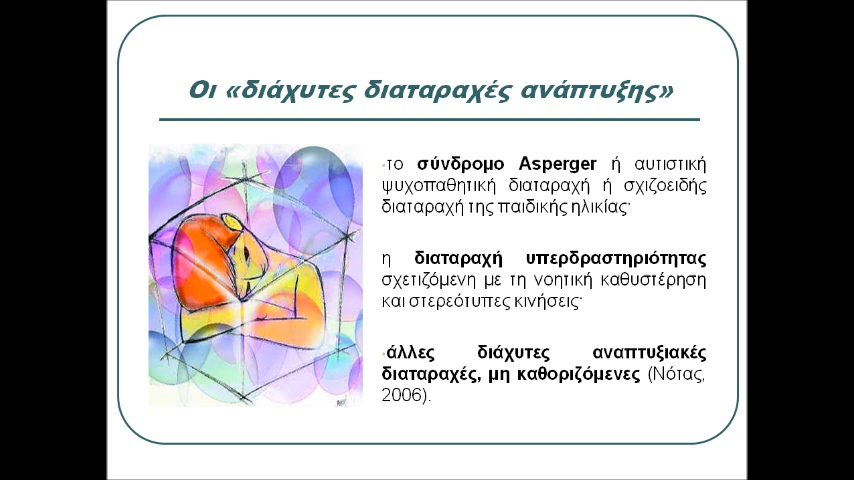 Οι «διάχυτες διαταραχές ανάπτυξης»
-το σύνδρομο Asperger ή αυτιστική
ψυχοπαθητική διαταραχή ή σχιζοειδής
διαταραχή της παιδικής ηλικίας·
η διαταραχή υπερδραστηριότητας
σχετιζόμενη με τη νοητική καθυστέρηση
και στερεότυπες κινήσεις·
-άλλες διάχυτες αναπτυξιακές
διαταραχές, μη καθοριζόμενες (Νότας,
2006).